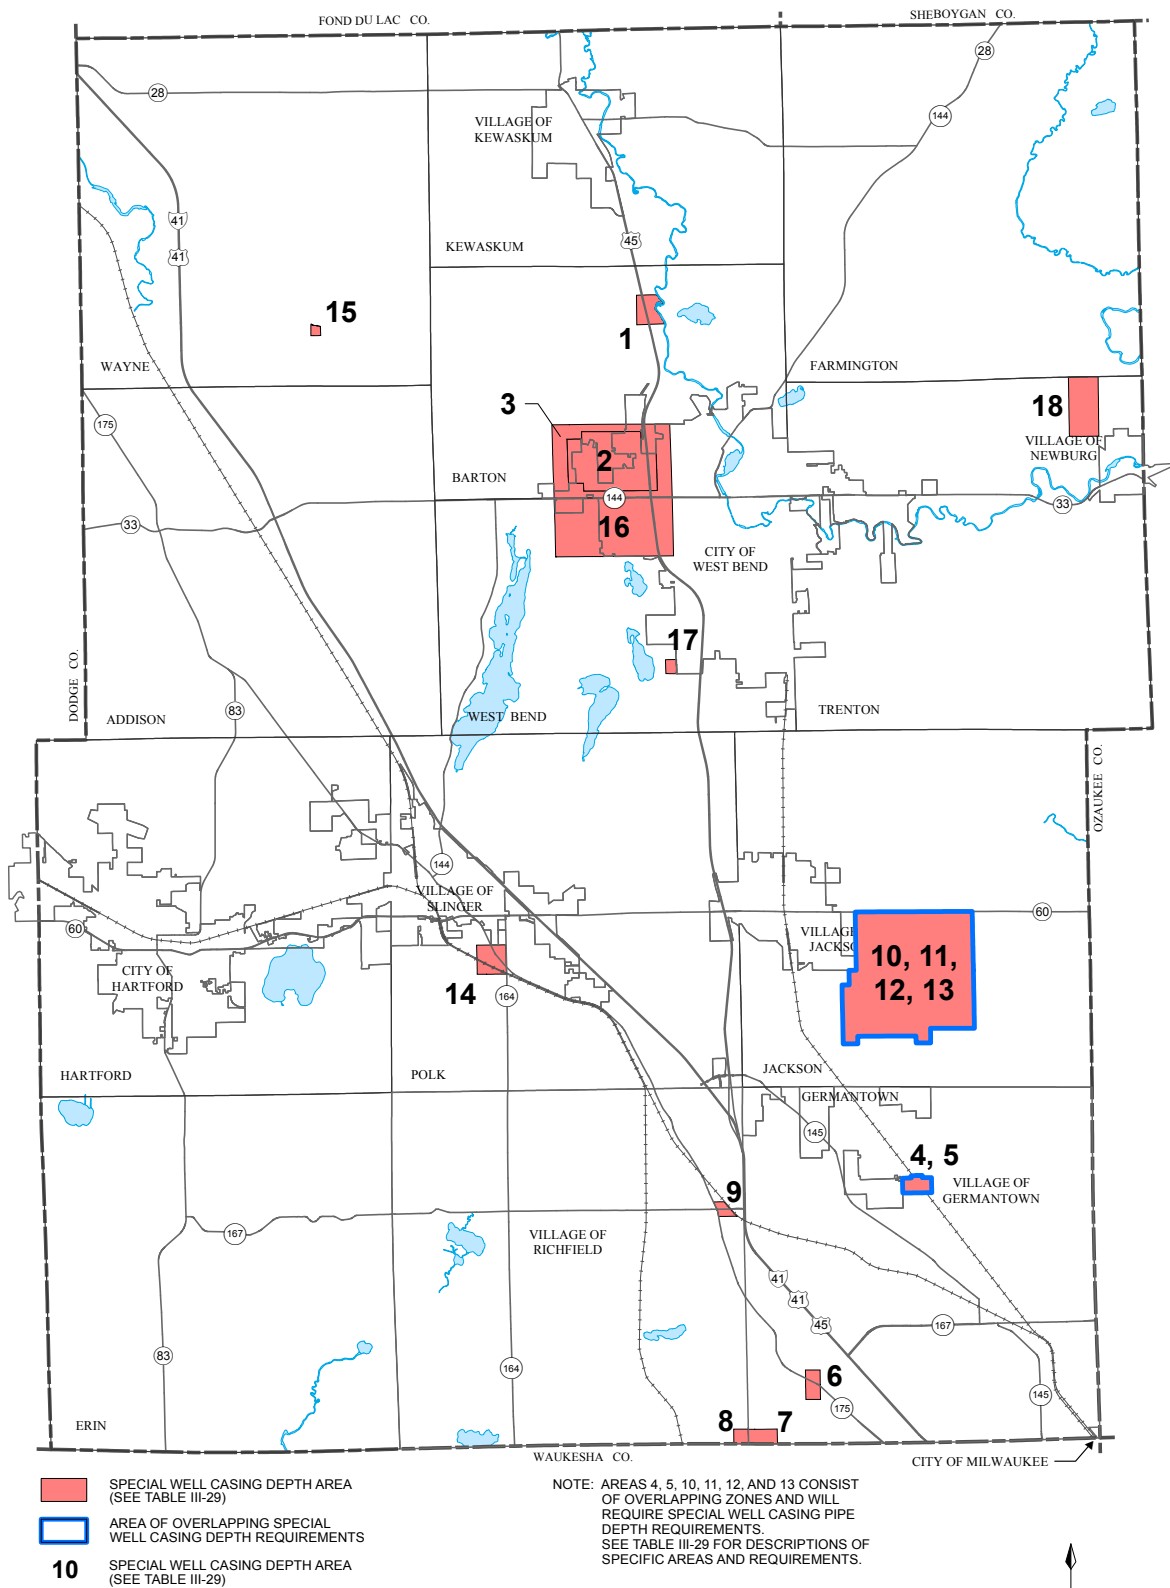 FOND DU LAC CO.
SHEBOYGAN CO.
28
28
144
VILLAGE OF
KEWASKUM
41
41
45
KEWASKUM
15
1
WAYNE
FARMINGTON
3
18
175
VILLAGE OF
NEWBURG
2
BARTON
144
33
33
16
CITY OF
WEST BEND
17
DODGE CO.
83
ADDISON
WEST BEND
TRENTON
OZAUKEE CO.
144
VILLAGE OF
SLINGER
60
60
VILLAGE
JACKSO
10, 11,
12, 13
CITY OF
HARTFORD
14
164
HARTFORD
POLK
JACKSON
GERMANTOWN
145
4, 5
VILLAGE OF
GERMANTOWN
9
167
VILLAGE OF
RICHFIELD
41
41
45
167
83
164
6
145
175
8
7
ERIN
WAUKESHA CO.
CITY OF MILWAUKEE
SPECIAL WELL CASING DEPTH AREA
(SEE TABLE III-29)
AREA OF OVERLAPPING SPECIAL
WELL CASING DEPTH REQUIREMENTS
10 SPECIAL WELL CASING DEPTH AREA
(SEE TABLE III-29)
NOTE: AREAS 4, 5, 10, 11, 12, AND 13 CONSIST
OF OVERLAPPING ZONES AND WILL
REQUIRE SPECIAL WELL CASING PIPE
DEPTH REQUIREMENTS.
SEE TABLE III-29 FOR DESCRIPTIONS OF
SPECIFIC AREAS AND REQUIREMENTS.